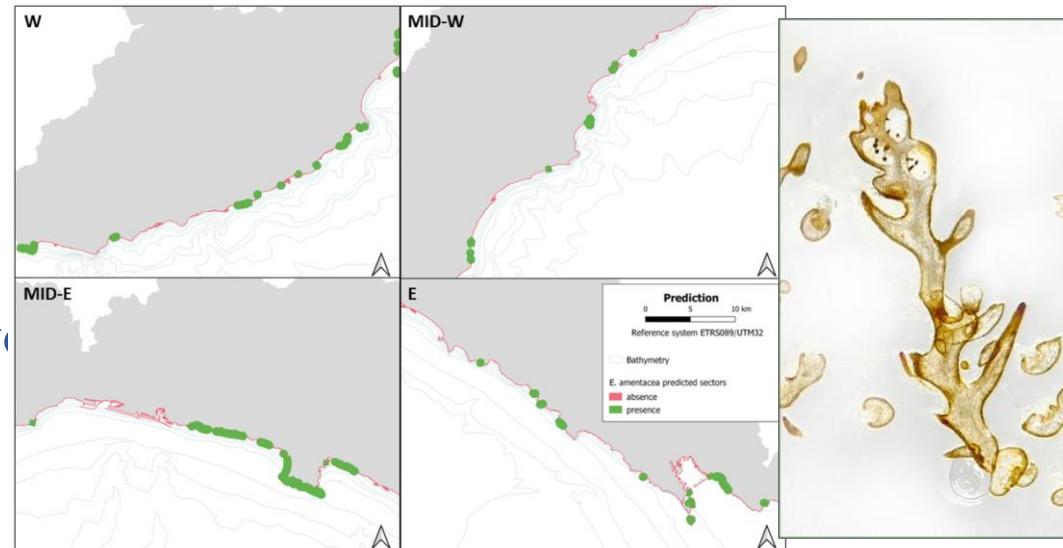 W
MID-W
MID-E
E
Prediction
0 5 10 km
Reference system ETRS089/UTM32
Bathymetry
E. amentacea predicted sectors
absence
presence